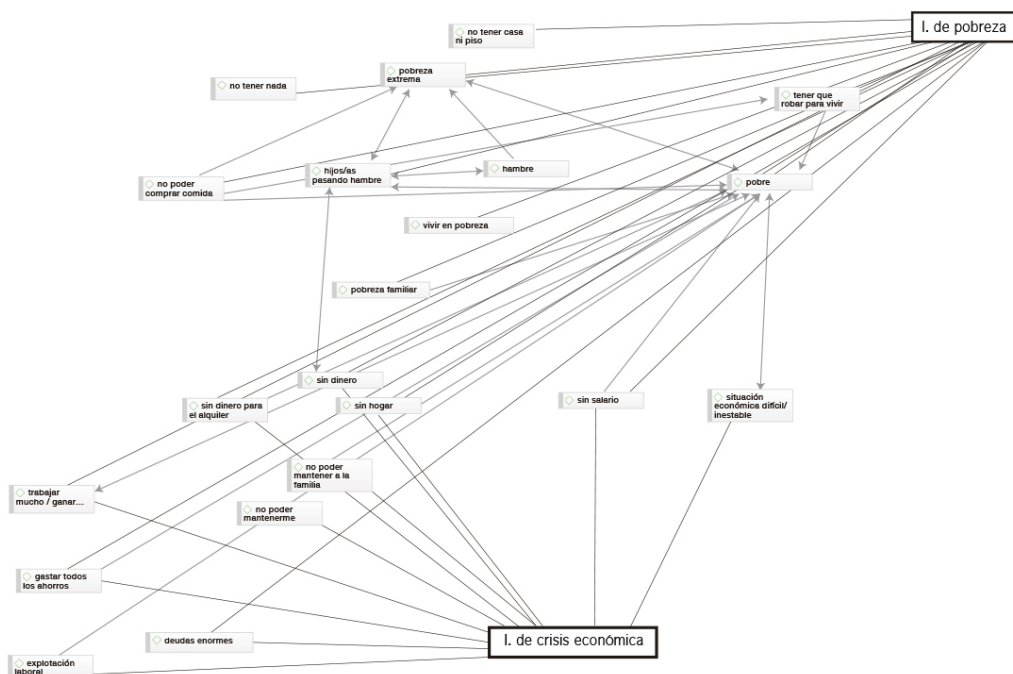 I. de pobreza
no tener casa
ni piso
pobreza
extrema
no tener nada
tener que
robar para vivir
hijos/as
pasando hambre
hambre
no poder
comprar comida
pobre
vivir en pobreza
pobreza familiar
sin dinero
sin dinero para
el alquiler
sin hogar
sin salario
situación
económica difícil/
inestable
no poder
mantener a la
familia
trabajar
mucho / ganar...
no poder
mantenerme
gastar todos
los ahorros
deudas enormes
I. de crisis económica
explotación
laboral